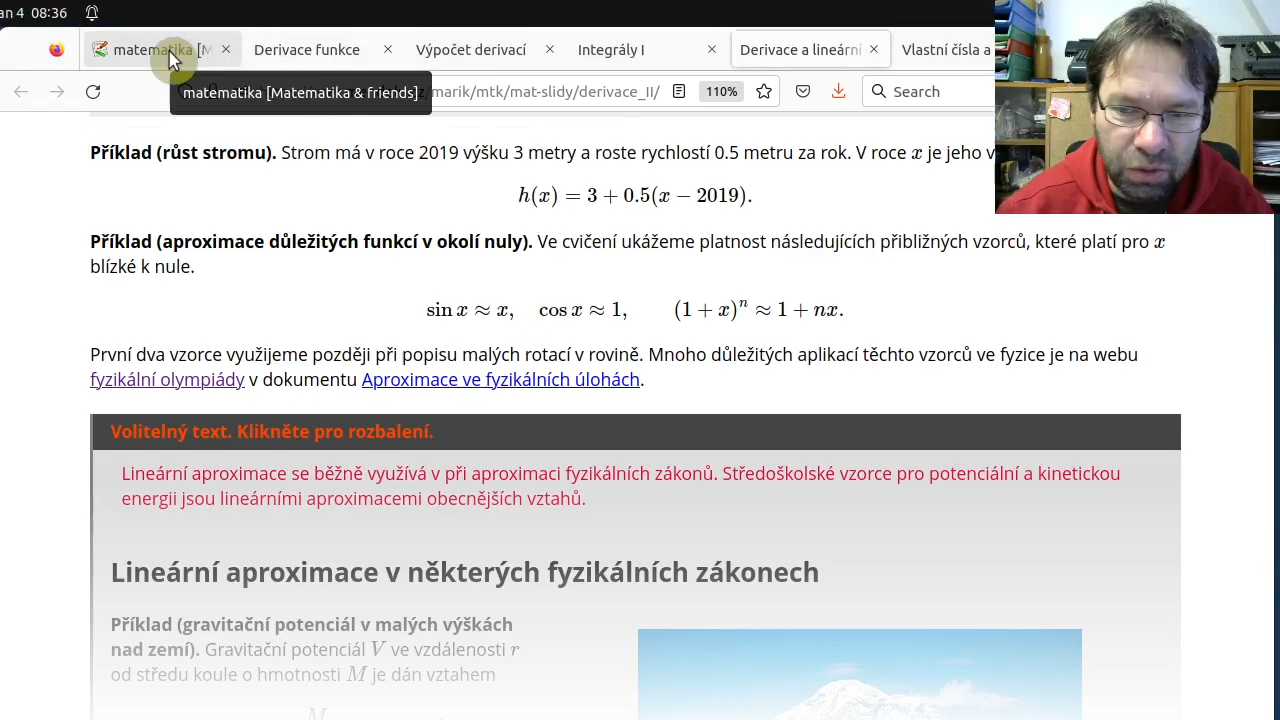 an 4 08:36
matematika [M
Derivace funkce
Výpočet derivací
Integrály I
Derivace a lineární
Vlastní čísla a
z/marik/mtk/mat-slidy/derivace_II/
110%
Search
matematika [Matematika & friends]
Příklad (růst stromu). Strom má v roce 2019 výšku 3 metry a roste rychlostí 0.5 metru za rok. V roce x je jeho v
h(x) = 3 + 0.5(x − 2019).
Příklad (aproximace důležitých funkcí v okolí nuly). Ve cvičení ukážeme platnost následujících přibližných vzorců, které platí pro x
blízké k nule.
sin x ≈ x, cos x ≈ 1, (1 + x)ⁿ ≈ 1 + nx.
První dva vzorce využijeme později při popisu malých rotací v rovině. Mnoho důležitých aplikací těchto vzorců ve fyzice je na webu
fyzikální olympiády v dokumentu Aproximace ve fyzikálních úlohách.
Volitelný text. Klikněte pro rozbalení.
Lineární aproximace se běžně využívá v při aproximaci fyzikálních zákonů. Středoškolské vzorce pro potenciální a kinetickou
energii jsou lineárními aproximacemi obecnějších vztahů.
Lineární aproximace v některých fyzikálních zákonech
Příklad (gravitační potenciál v malých výškách
nad zemí). Gravitační potenciál V ve vzdálenosti r
od středu koule o hmotnosti M je dán vztahem
M